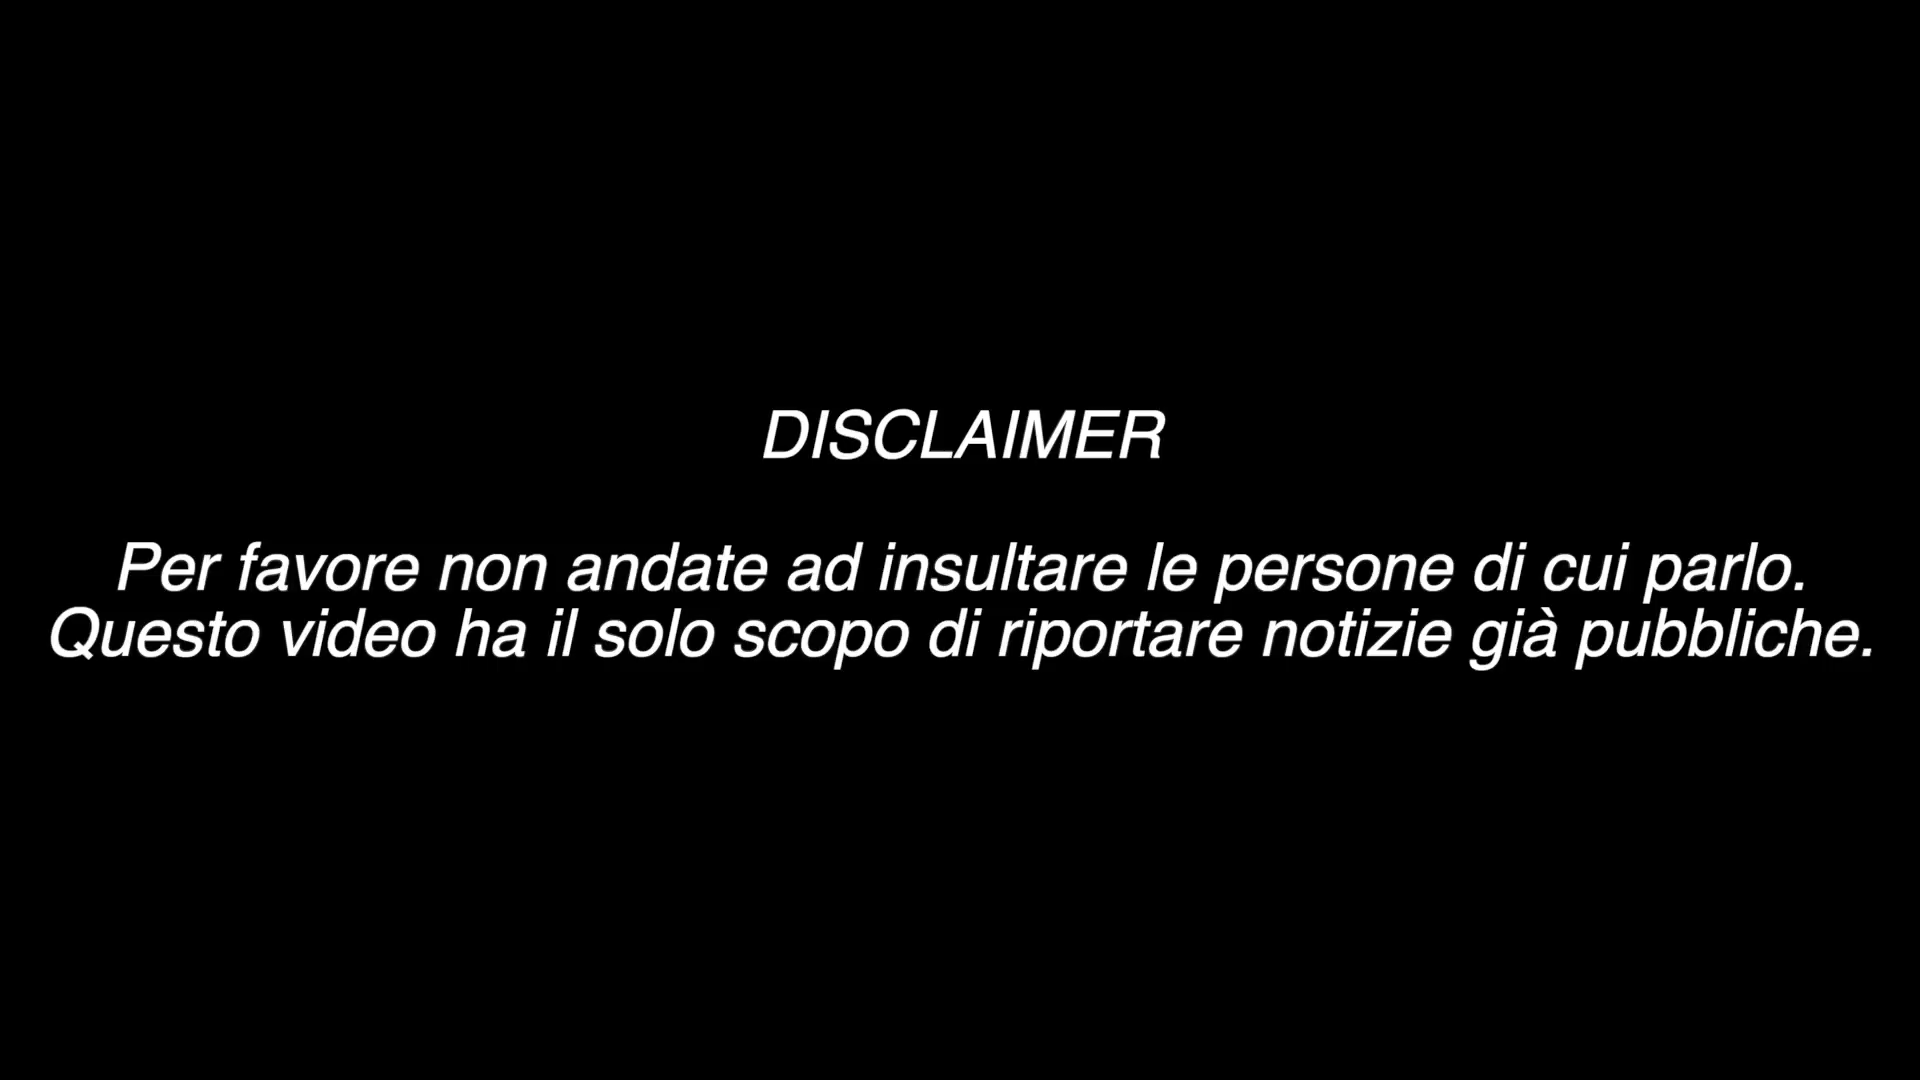 DISCLAIMER
Per favore non andate ad insultare le persone di cui parlo.
Questo video ha il solo scopo di riportare notizie già pubbliche.